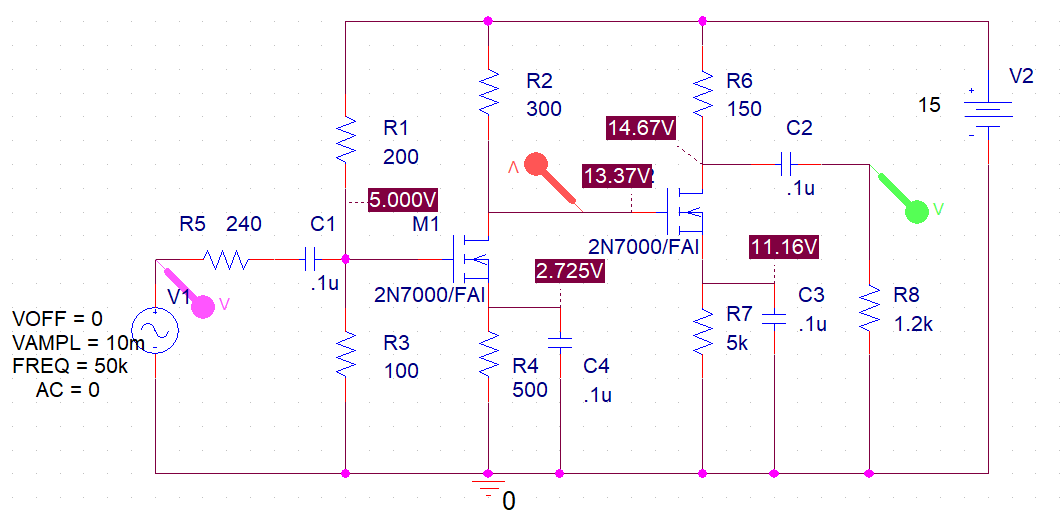 R1
200
R2
300
R6
150
V2
+
15
-
14.67V
13.37V
C2
.1u
V
V
5.000V
R5 240
C1
.1u
M1
2N7000/FAI
2N7000/FAI
2.725V
11.16V
V1
V
VOFF = 0
VAMPL = 10m
FREQ = 50k
AC = 0
R3
100
R4
500
C4
.1u
R7
5k
C3
.1u
R8
1.2k
0